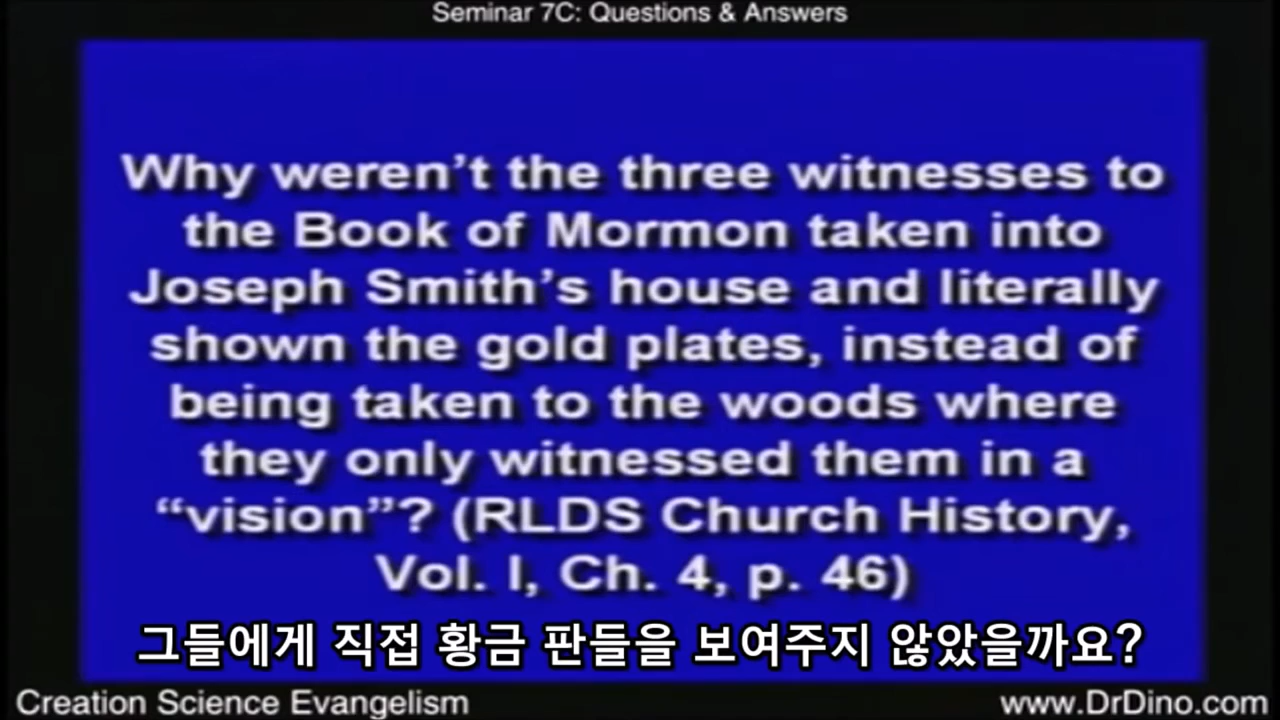 Seminar 7C: Questions & Answers
Why weren’t the three witnesses to
the Book of Mormon taken into
Joseph Smith’s house and literally
shown the gold plates, instead of
being taken to the woods where
they only witnessed them in a
“vision”? (RLDS Church History,
Vol. I, Ch. 4, p. 46)
그들에게 직접 황금 판들을 보여주지 않았을까요?
Creation Science Evangelism
www.DrDino.com